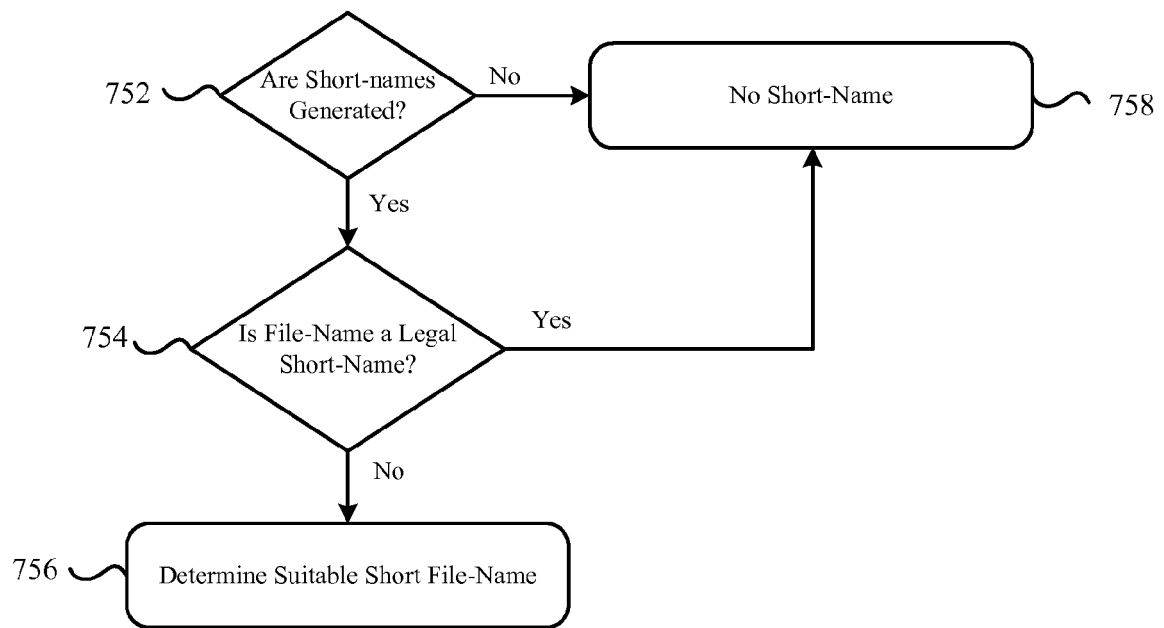 752
Are Short-names
Generated?
No
No Short-Name
758
Yes
754
Is File-Name a Legal
Short-Name?
Yes
No
756
Determine Suitable Short File-Name